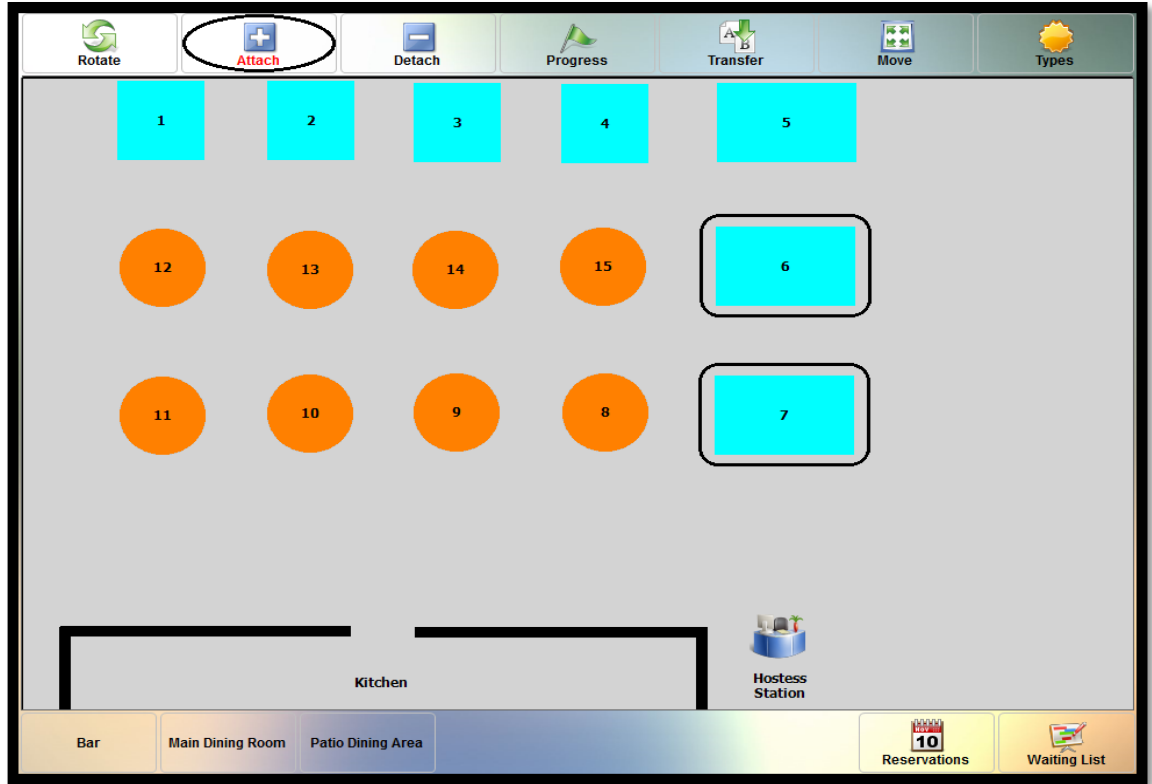 Rotate
Attach
Detach
Progress
A
B
Transfer
Move
Types
1
2
3
4
5
12
13
14
15
6
11
10
9
8
7
Kitchen
Hostess
Station
Bar
Main Dining Room
Patio Dining Area
NOV
10
Reservations
Waiting List